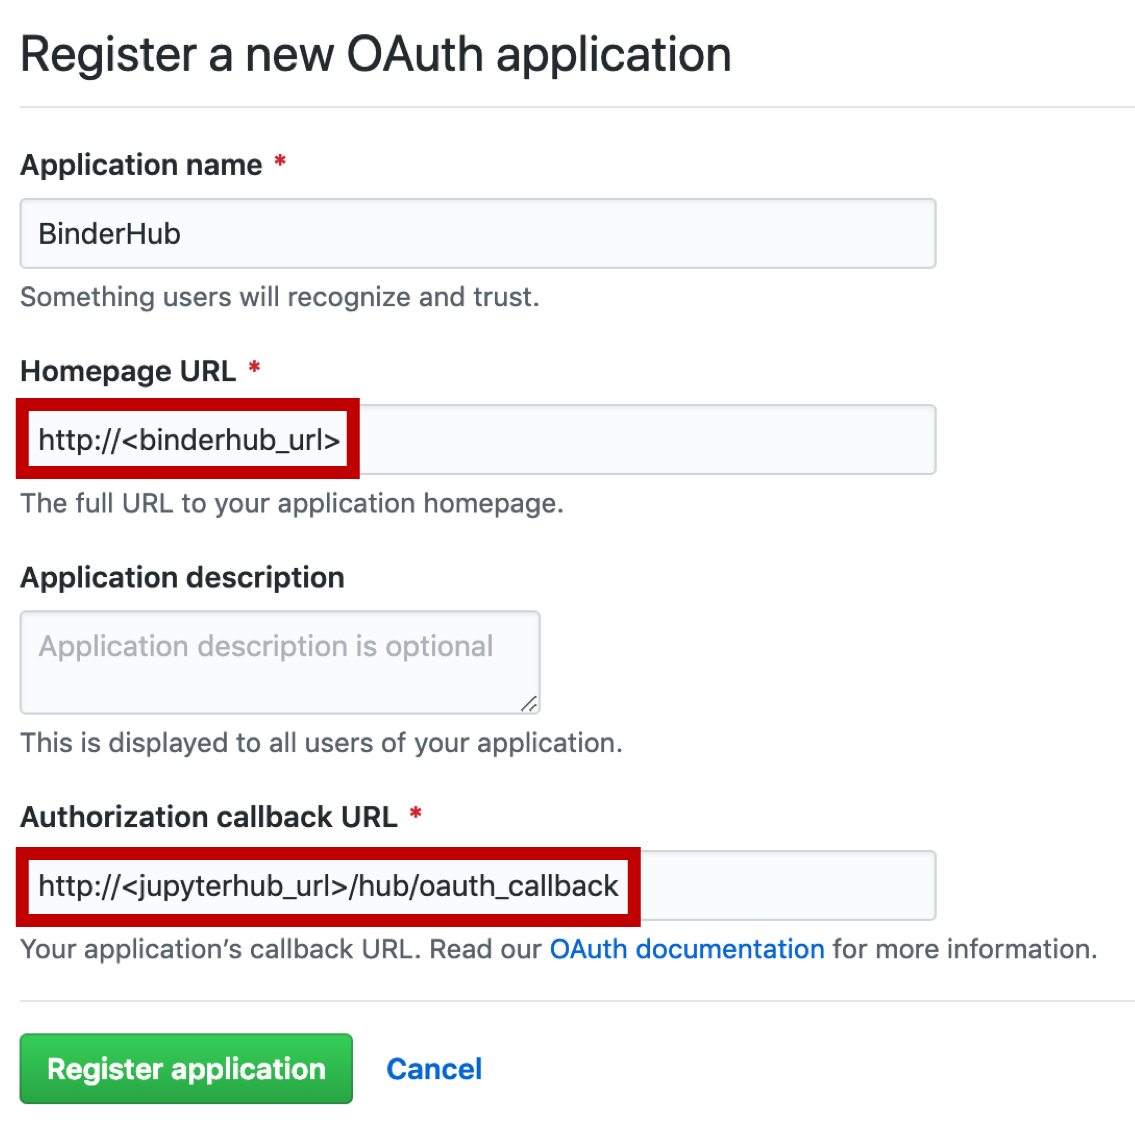 Register a new OAuth application
Application name *
BinderHub
Something users will recognize and trust.
Homepage URL *
http://<binderhub_url>
The full URL to your application homepage.
Application description
Application description is optional
This is displayed to all users of your application.
Authorization callback URL *
http://<jupyterhub_url>/hub/oauth_callback
Your application’s callback URL. Read our OAuth documentation for more information.
Register application Cancel